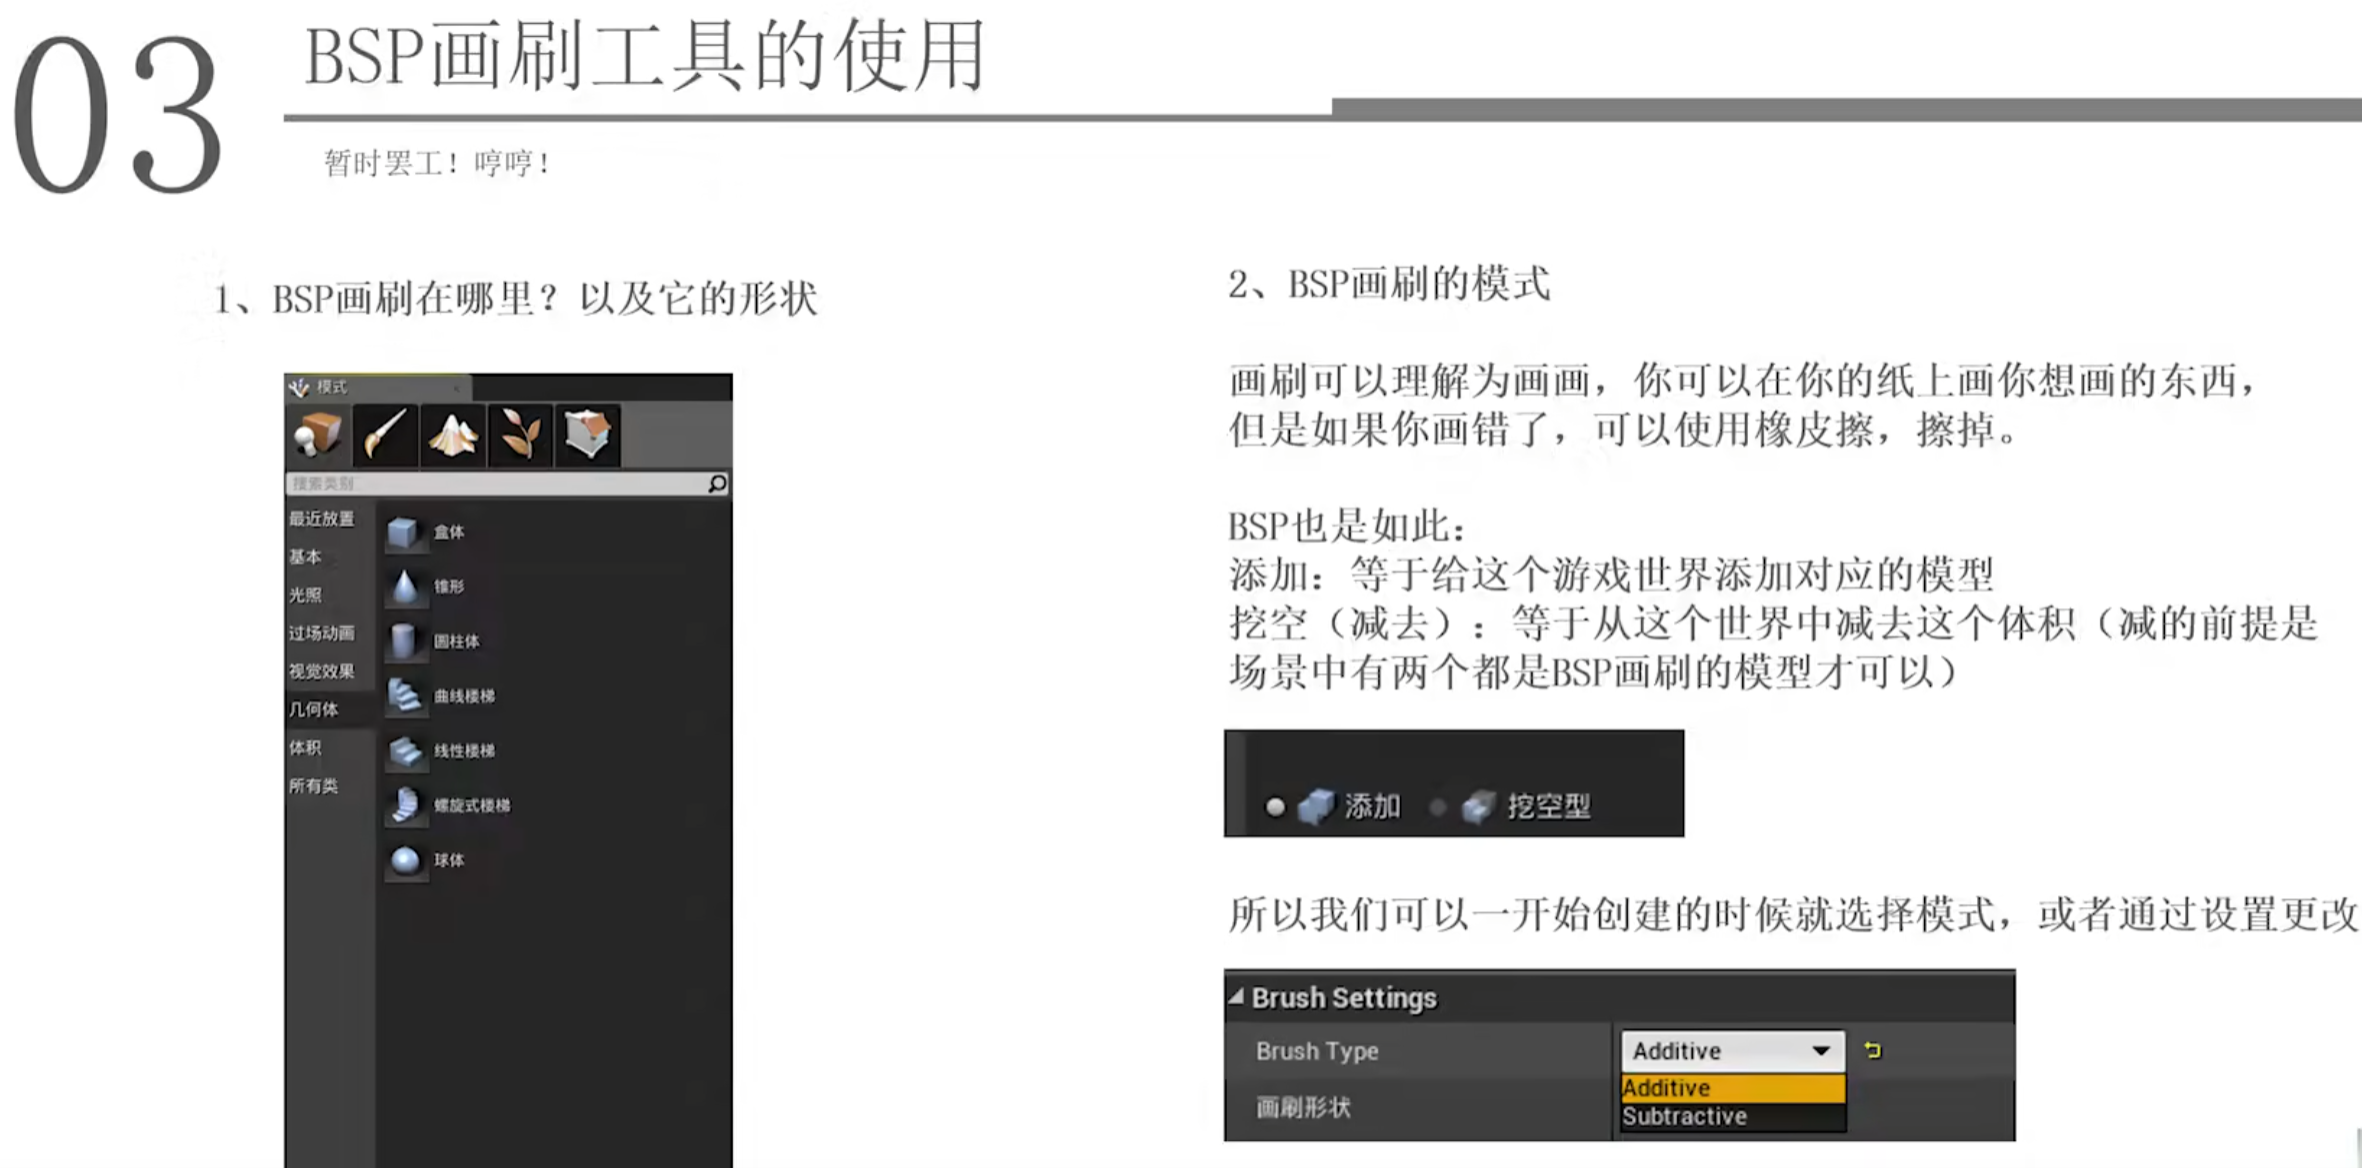 03
BSP画刷工具的使用
暂时罢工！哼哼！
1、BSP画刷在哪里？以及它的形状
模式
搜索类别
最近放置
基本
光照
过场动画
视觉效果
几何体
体积
所有类
盒体
锥形
圆柱体
曲线楼梯
线性楼梯
螺旋式楼梯
球体
2、BSP画刷的模式
画刷可以理解为画画，你可以在你的纸上画你想画的东西，
但是如果你画错了，可以使用橡皮擦，擦掉。
BSP也是如此：
添加：等于给这个游戏世界添加对应的模型
挖空（减去）：等于从这个世界中减去这个体积（减的前提是
场景中有两个都是BSP画刷的模型才可以）
添加 挖空型
所以我们可以一开始创建的时候就选择模式，或者通过设置更改
Brush Settings
Brush Type Additive
Additive
画刷形状
Subtractive